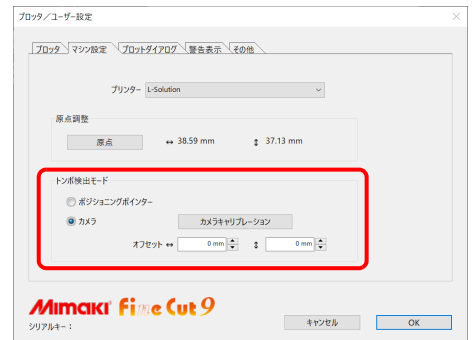 プロッタ／ユーザー設定
プロッタ マシン設定 プロットダイアログ 警告表示 その他
プリンター L-Solution
原点調整
原点 ↔ 38.59 mm ↕ 37.13 mm
トンボ検出モード
ポジショニングポインター
カメラ カメラキャリブレーション
オフセット ↔ 0 mm ↕ 0 mm
Mimaki Fine Cut 9
シリアルキー：
キャンセル OK